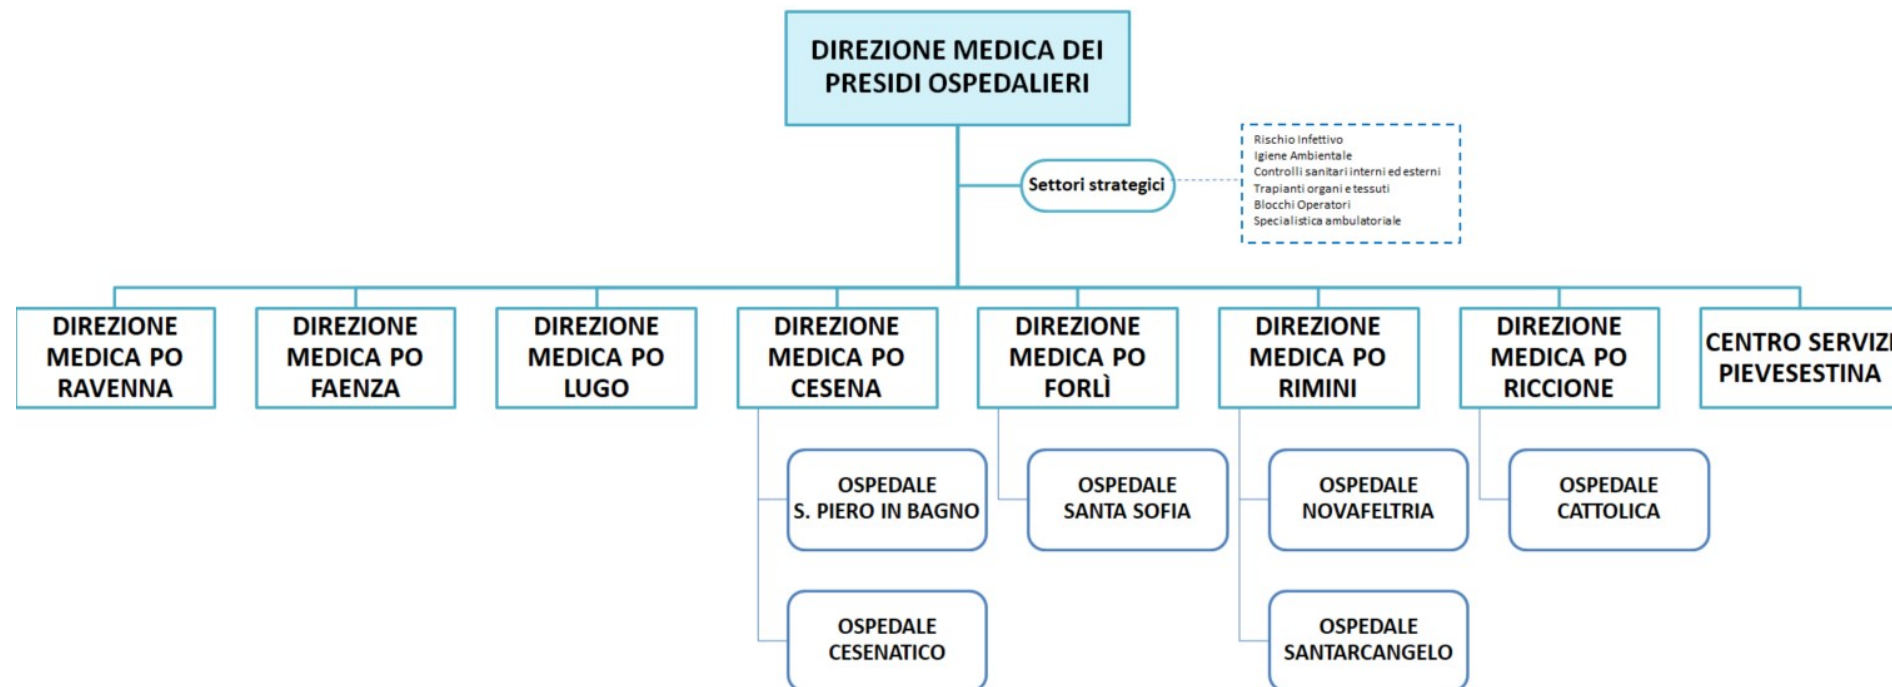 DIREZIONE MEDICA DEI
PRESIDI OSPEDALIERI
Settori strategici
Rischio Infettivo
Igiene Ambientale
Controlli sanitari interni ed esterni
Trapianti organi e tessuti
Blocchi Operatori
Specialistica ambulatoriale
DIREZIONE
MEDICA PO
RAVENNA
DIREZIONE
MEDICA PO
FAENZA
DIREZIONE
MEDICA PO
LUGO
DIREZIONE
MEDICA PO
CESENA
DIREZIONE
MEDICA PO
FORLÌ
DIREZIONE
MEDICA PO
RIMINI
DIREZIONE
MEDICA PO
RICCIONE
CENTRO SERVIZI
PIEVESESTINA
OSPEDALE
S. PIERO IN BAGNO
OSPEDALE
SANTA SOFIA
OSPEDALE
NOVAFELTRIA
OSPEDALE
CATTOLICA
OSPEDALE
CESENATICO
OSPEDALE
SANTARCANGELO